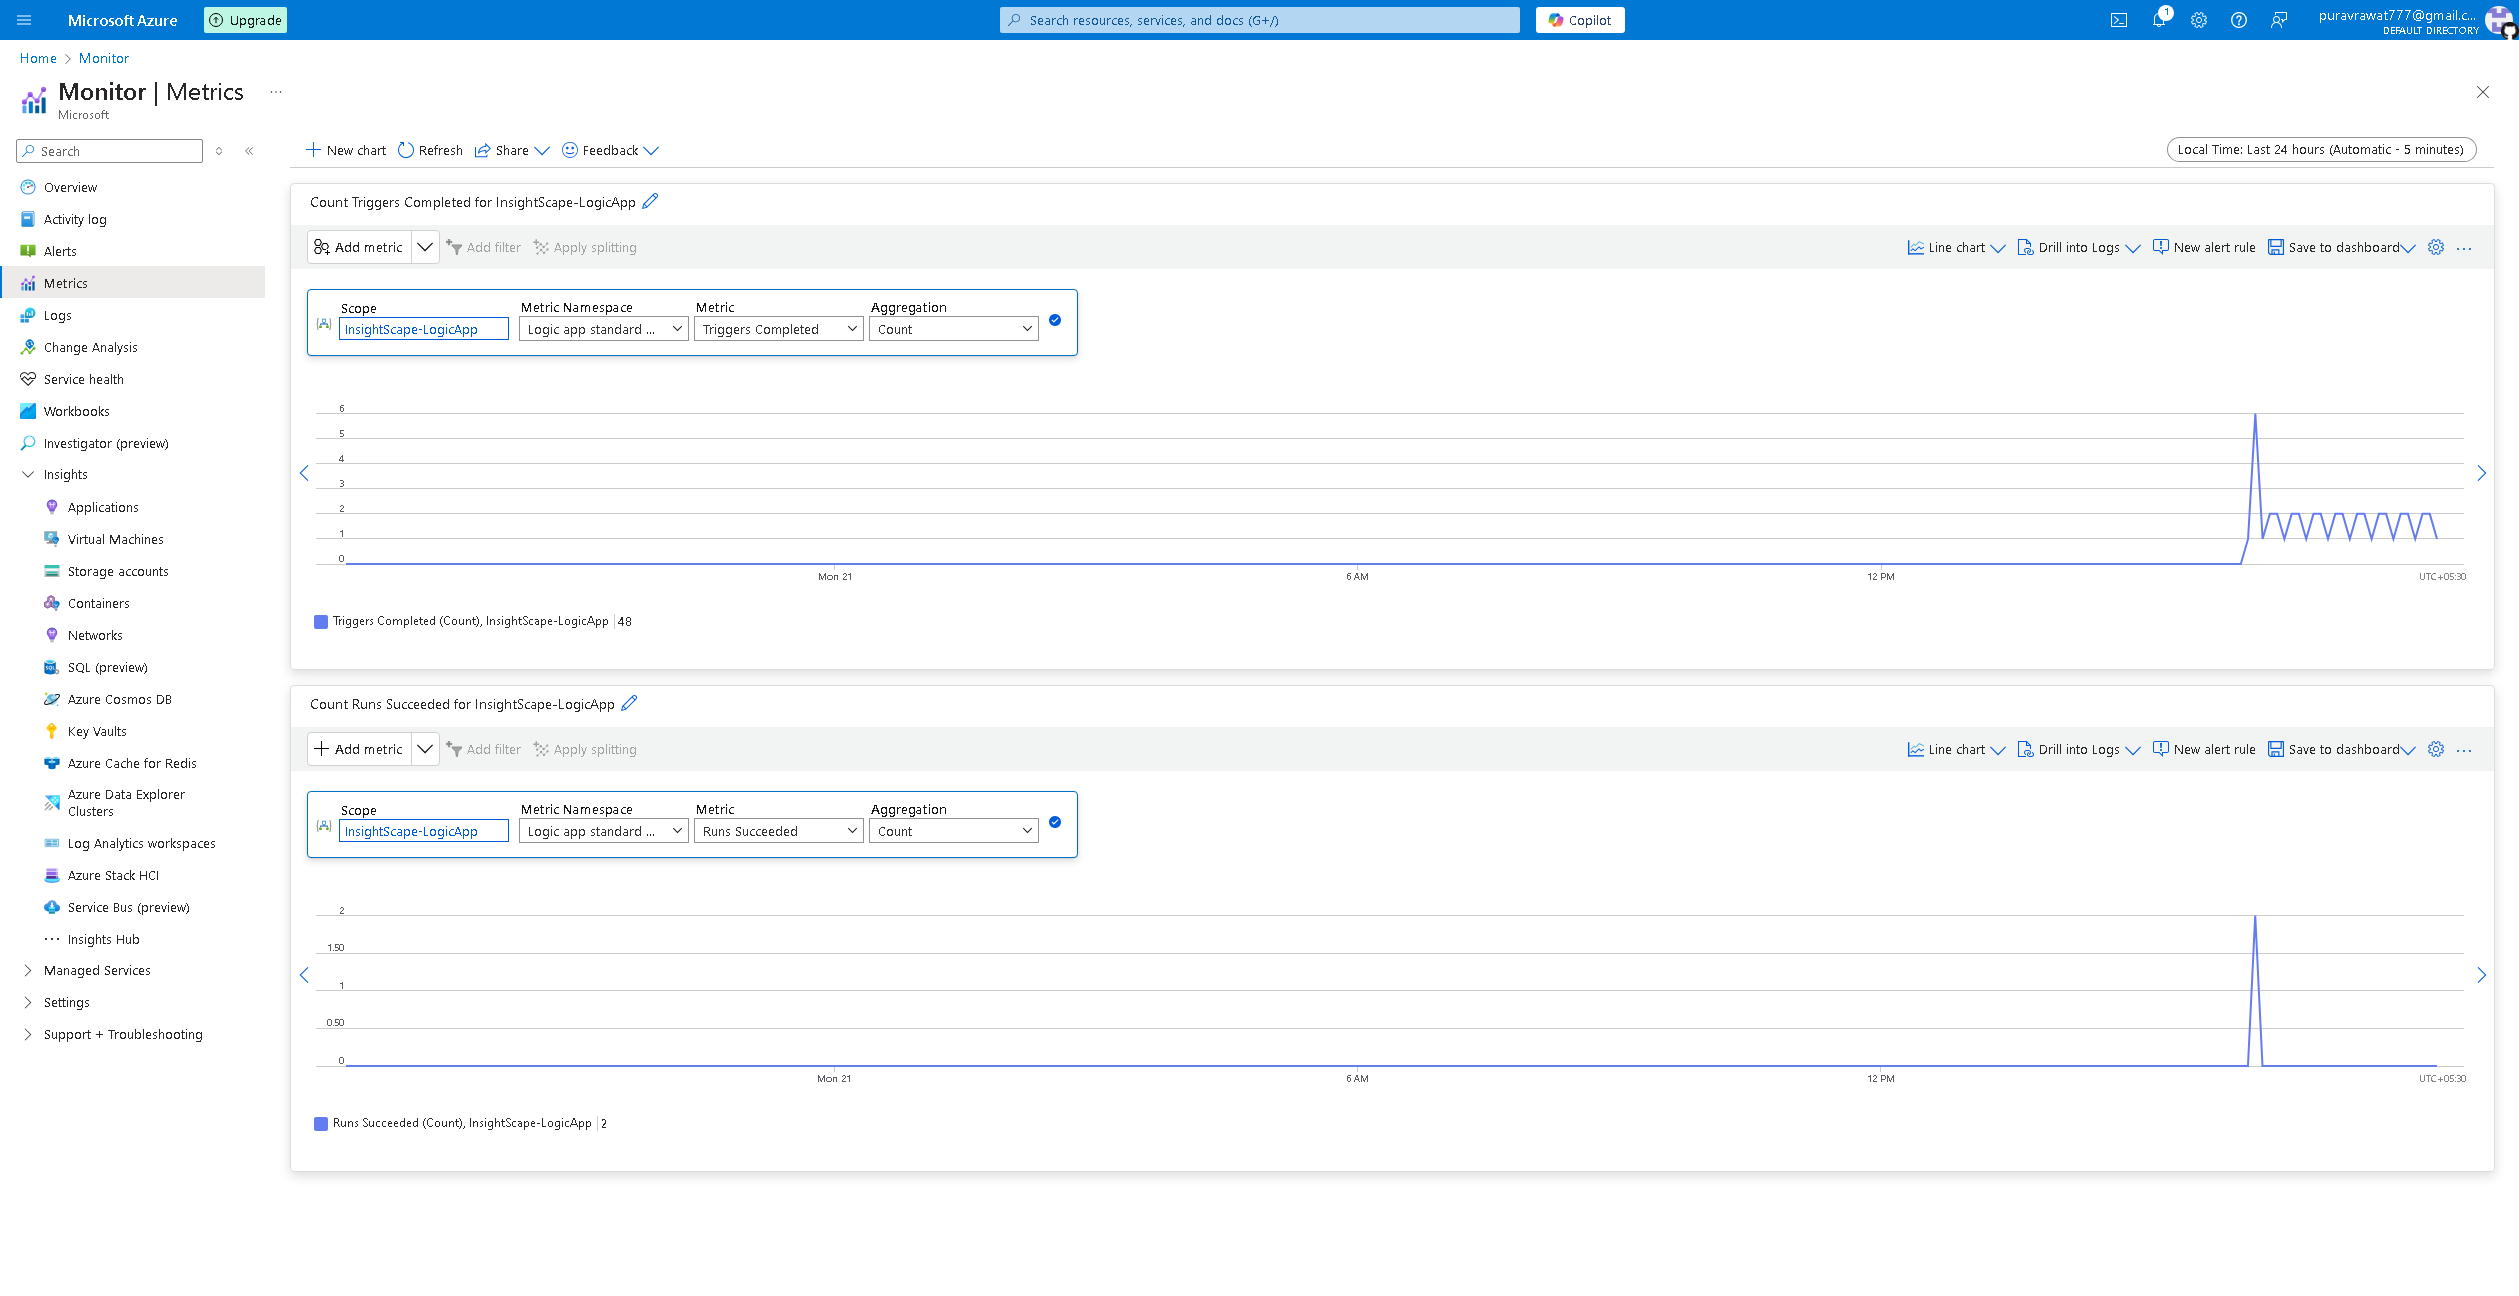 Microsoft Azure
Upgrade
Search resources, services, and docs (G+/)
Copilot
1
puravrawat777@gmail.c...
DEFAULT DIRECTORY
Home > Monitor
Monitor | Metrics ...
Microsoft
Search
Overview
Activity log
Alerts
Metrics
Logs
Change Analysis
Service health
Workbooks
Investigator (preview)
Insights
Applications
Virtual Machines
Storage accounts
Containers
Networks
SQL (preview)
Azure Cosmos DB
Key Vaults
Azure Cache for Redis
Azure Data Explorer
Clusters
Log Analytics workspaces
Azure Stack HCI
Service Bus (preview)
Insights Hub
Managed Services
Settings
Support + Troubleshooting
New chart Refresh Share Feedback
Local Time: Last 24 hours (Automatic - 5 minutes)
Count Triggers Completed for InsightScape-LogicApp
Add metric Add filter Apply splitting
Line chart Drill into Logs New alert rule Save to dashboard ...
Scope Metric Namespace Metric Aggregation
InsightScape-LogicApp Logic app standard ... Triggers Completed Count
6
5
4
3
2
1
0
Mon 21 6 AM 12 PM UTC+05:30
Triggers Completed (Count), InsightScape-LogicApp 48
Count Runs Succeeded for InsightScape-LogicApp
Add metric Add filter Apply splitting
Line chart Drill into Logs New alert rule Save to dashboard ...
Scope Metric Namespace Metric Aggregation
InsightScape-LogicApp Logic app standard ... Runs Succeeded Count
2
1.50
1
0.50
0
Mon 21 6 AM 12 PM UTC+05:30
Runs Succeeded (Count), InsightScape-LogicApp 2